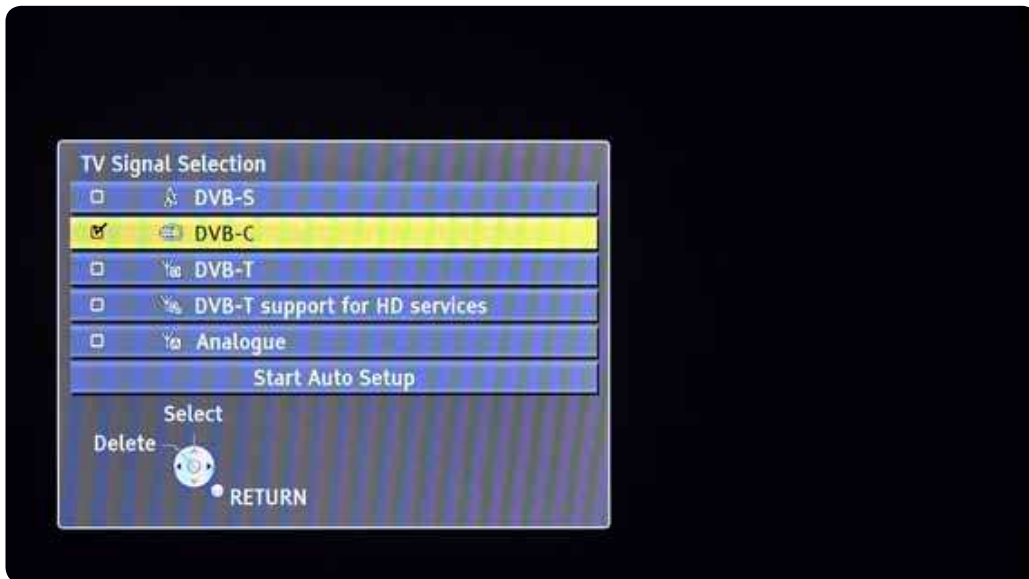 TV Signal Selection
DVB-S
DVB-C
DVB-T
DVB-T support for HD services
Analogue
Start Auto Setup
Select
Delete
RETURN